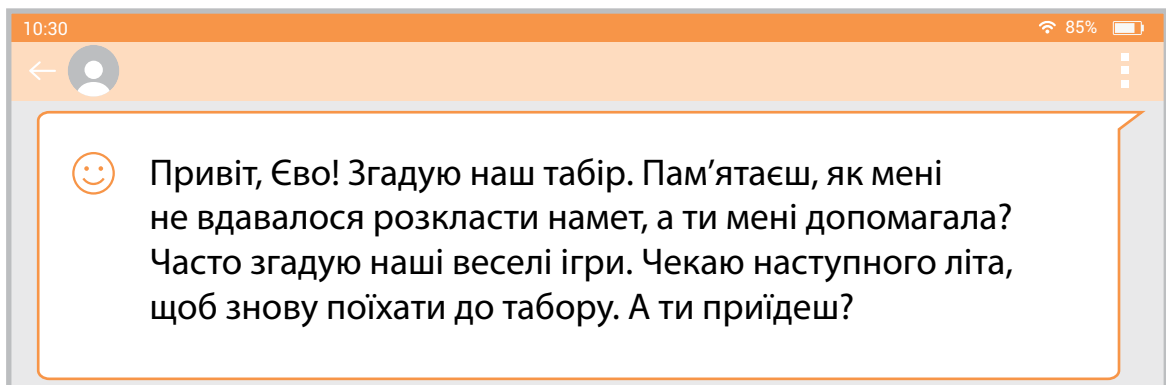 10:30
85%
Привіт, Єво! Згадую наш табір. Пам’ятаєш, як мені
не вдавалося розкласти намет, а ти мені допомагала?
Часто згадую наші веселі ігри. Чекаю наступного літа,
щоб знову поїхати до табору. А ти приїдеш?